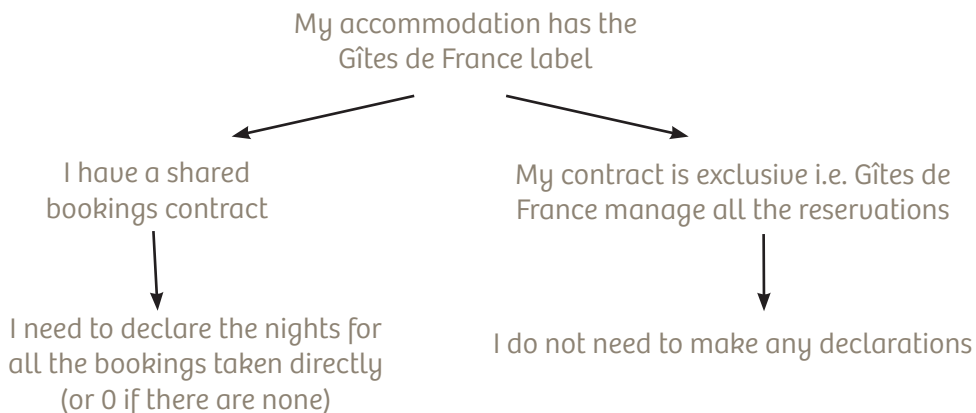 My accommodation has the
Gîtes de France label
I have a shared
bookings contract
My contract is exclusive i.e. Gîtes de
France manage all the reservations
I need to declare the nights for
all the bookings taken directly
(or 0 if there are none)
I do not need to make any declarations